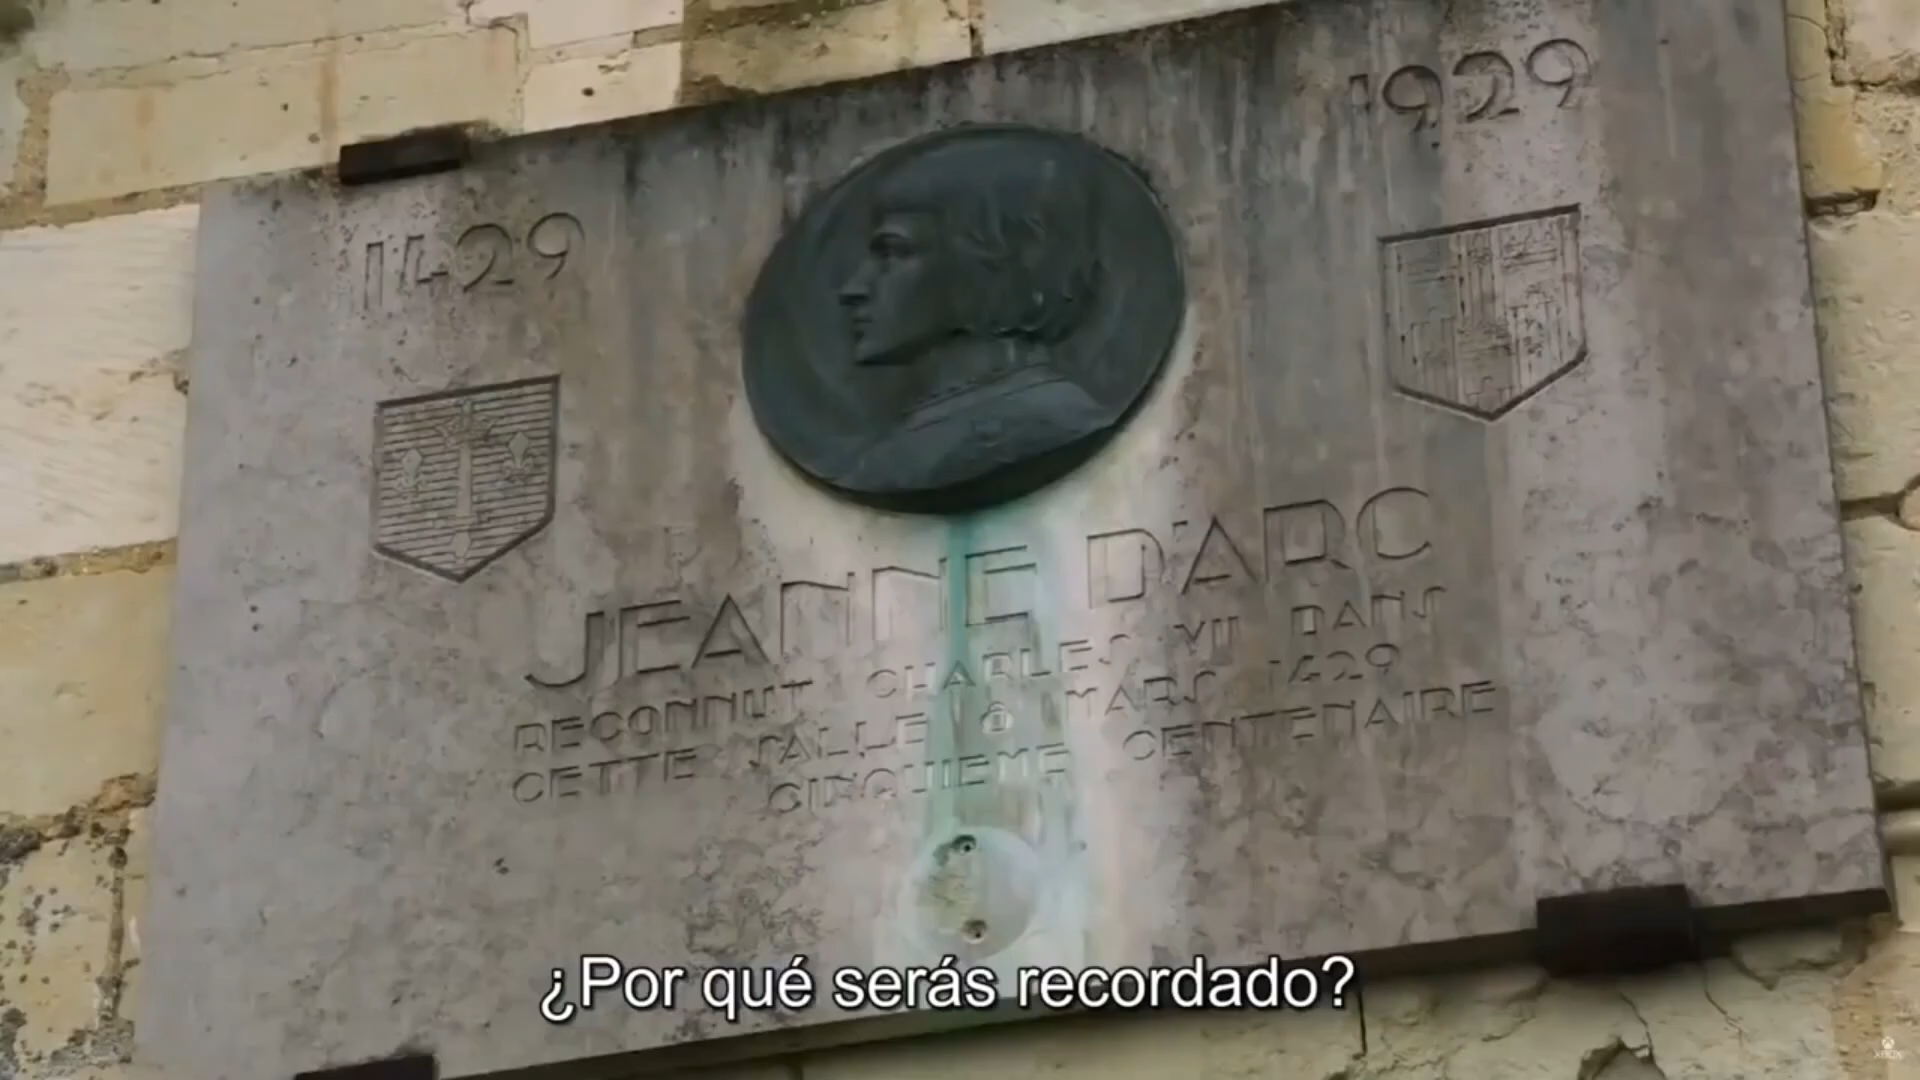 1429 1929
JEANNE D'ARC
RECONNUT CHARLES VII DANS
CETTE SALLE 8 MARS 1429
CINQUIEME CENTENAIRE
¿Por qué serás recordado?
XBOX